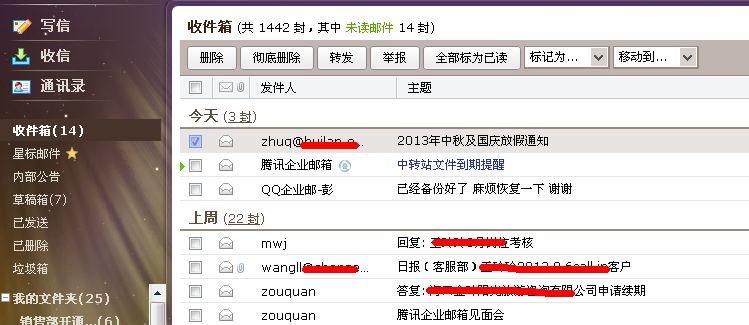 写信
收信
通讯录
收件箱(14)
星标邮件
内部公告
草稿箱(7)
已发送
已删除
垃圾箱
我的文件夹(25)
销售部开通...(6)
收件箱 (共 1442 封，其中 未读邮件 14 封)
删除 彻底删除 转发 举报 全部标为已读 标记为... 移动到...
发件人 主题
今天 (3 封)
zhuq@ ... 2013年中秋及国庆放假通知
腾讯企业邮箱 中转站文件到期提醒
QQ企业邮-彭 已经备份好了 麻烦恢复一下 谢谢
上周 (22 封)
mwj 回复: 考核
wangll@ ... 日报（客服部） 客户
zouquan 答复: 公司申请续期
zouquan 腾讯企业邮箱见面会